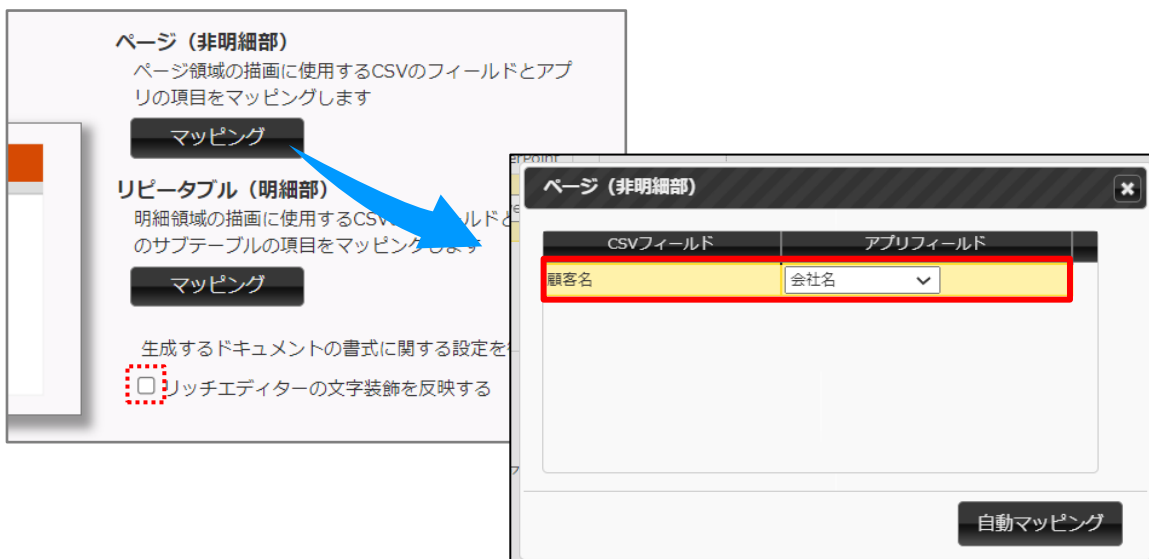 ページ（非明細部）
ページ領域の描画に使用するCSVのフィールドとアプ
リの項目をマッピングします
マッピング
リピータブル（明細部）
明細領域の描画に使用するCSV
ールドと
のサブテーブルの項目をマッピング
します
マッピング
生成するドキュメントの書式に関する設定を
リッチエディターの文字装飾を反映する
erPoint
ページ（非明細部）
CSVフィールド アプリフィールド
顧客名 会社名
自動マッピング